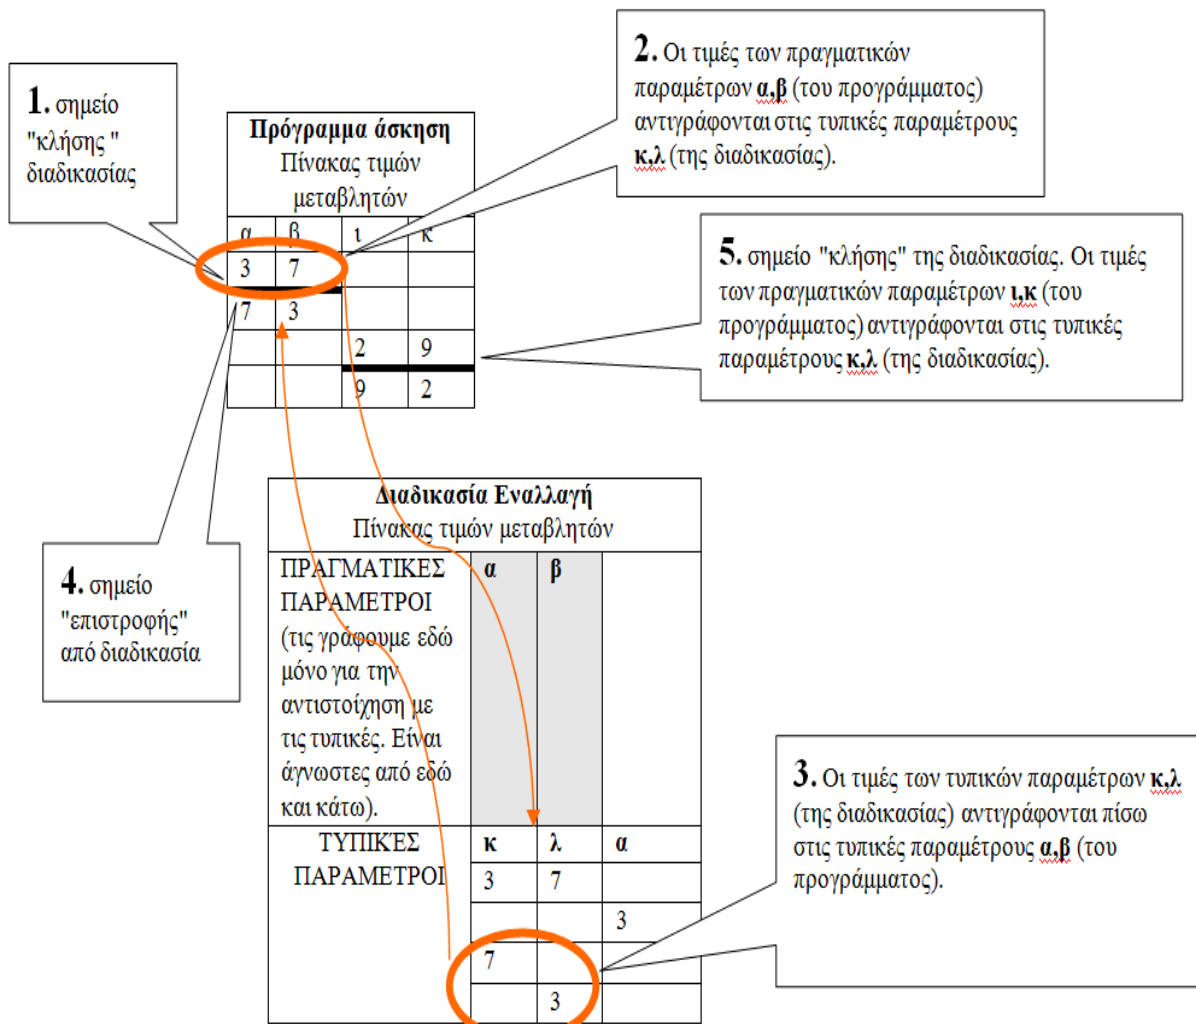 1. σημείο
"κλήσης "
διαδικασίας
2. Οι τιμές των πραγματικών
παραμέτρων α,β (του προγράμματος)
αντιγράφονται στις τυπικές παραμέτρους
κ,λ (της διαδικασίας).
Πρόγραμμα άσκηση
Πίνακας τιμών
μεταβλητών
α β ι κ
3 7
7 3
2 9
9 2
5. σημείο "κλήσης" της διαδικασίας. Οι τιμές
των πραγματικών παραμέτρων ι,κ (του
προγράμματος) αντιγράφονται στις τυπικές
παραμέτρους κ,λ (της διαδικασίας).
4. σημείο
"επιστροφής"
από διαδικασία
Διαδικασία Εναλλαγή
Πίνακας τιμών μεταβλητών
ΠΡΑΓΜΑΤΙΚΕΣ α β
ΠΑΡΑΜΕΤΡΟΙ
(τις γράφουμε εδώ
μόνο για την
αντιστοίχηση με
τις τυπικές. Είναι
άγνωστες από εδώ
και κάτω).
ΤΥΠΙΚΈΣ κ λ α
ΠΑΡΑΜΕΤΡΟΙ 3 7
3
7
3
3. Οι τιμές των τυπικών παραμέτρων κ,λ
(της διαδικασίας) αντιγράφονται πίσω
στις τυπικές παραμέτρους α,β (του
προγράμματος).